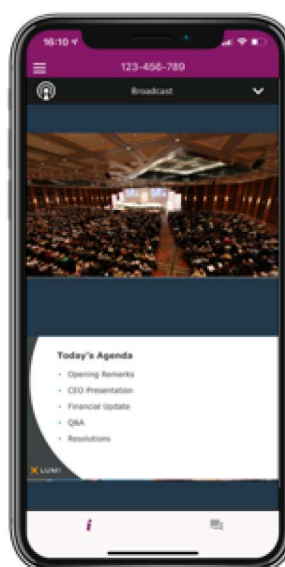 16:10
123-456-789
Broadcast
Today's Agenda
Opening Remarks
CEO Presentation
Financial Update
Q&A
Resolutions
LUMI
i